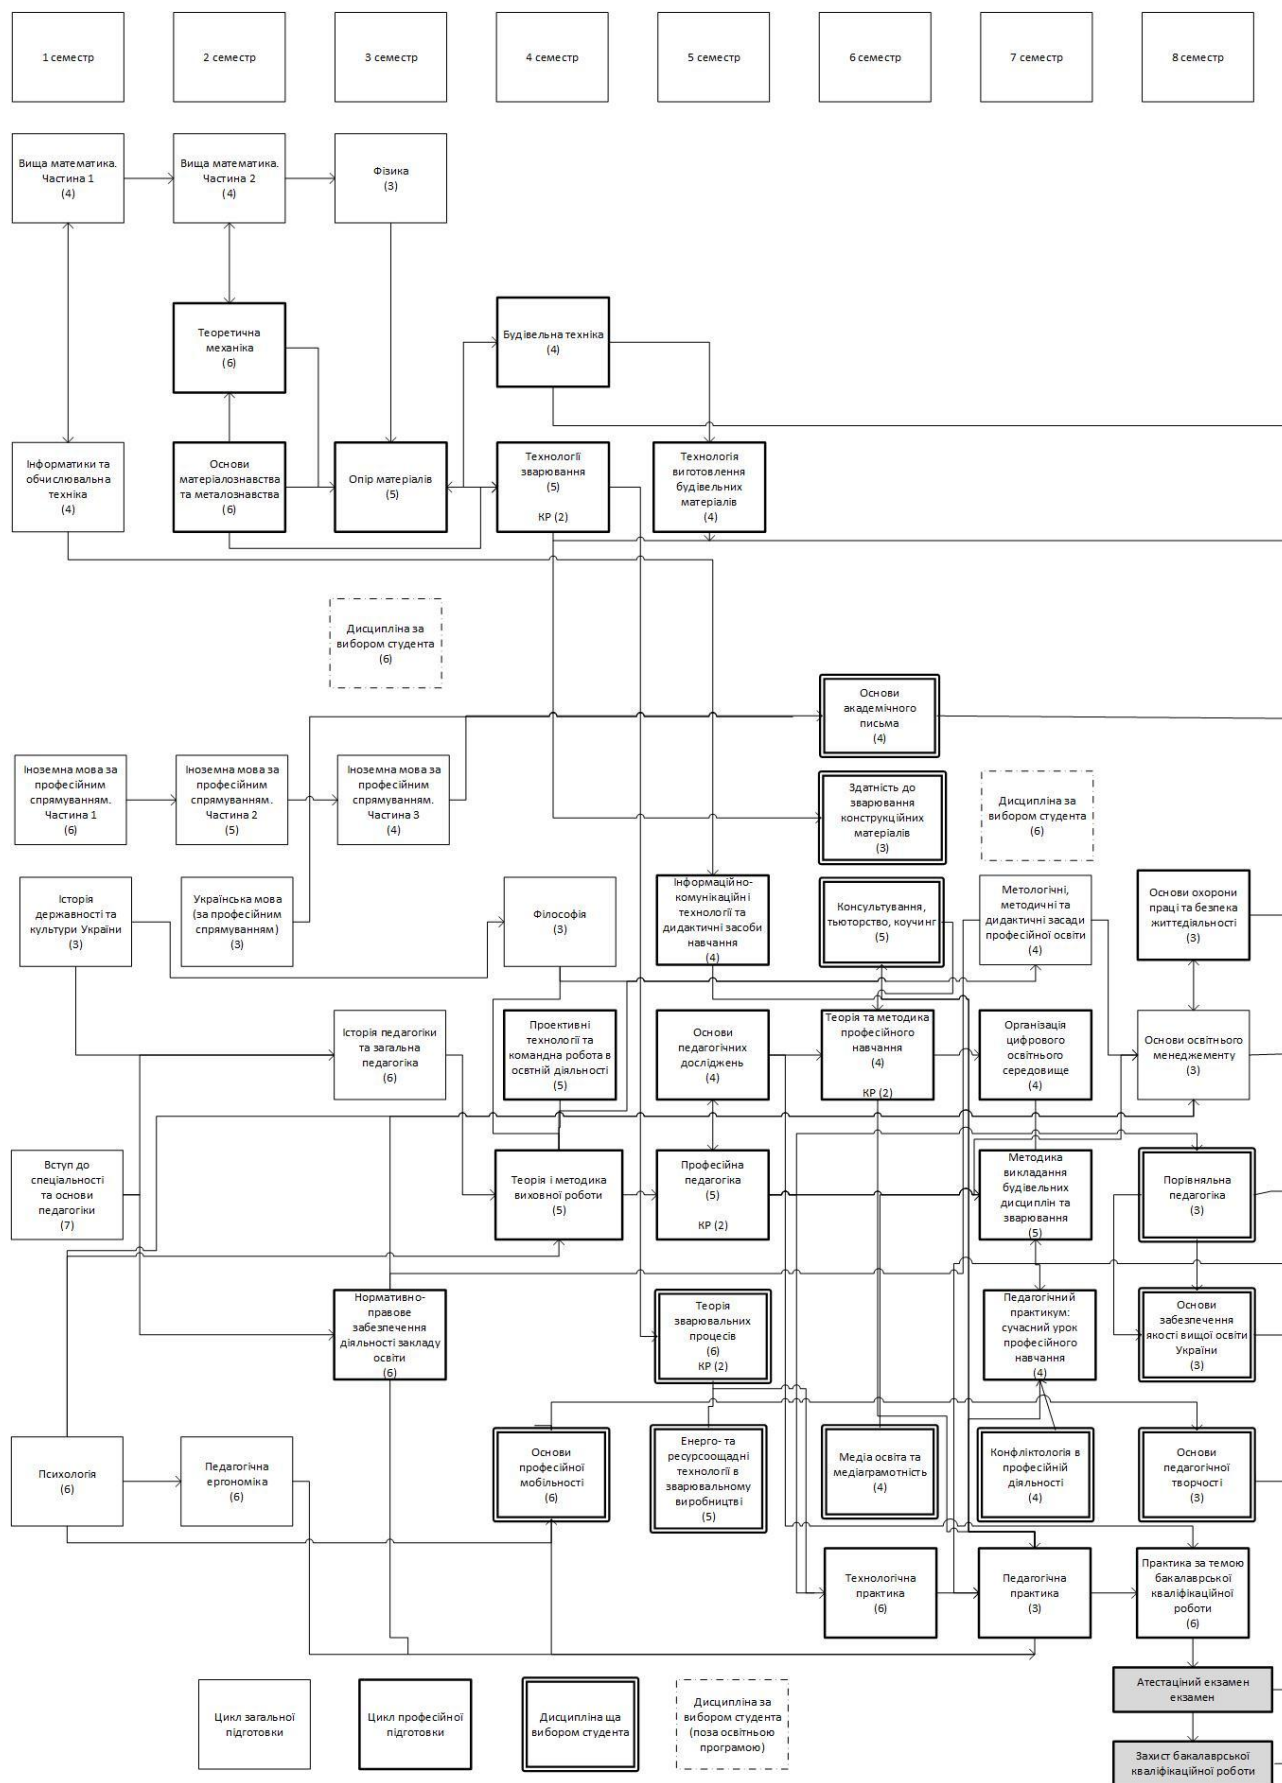 1 семестр
2 семестр
3 семестр
4 семестр
5 семестр
6 семестр
7 семестр
8 семестр
Вища математика.
Частина 1
(4)
Вища математика.
Частина 2
(4)
Фізика
(3)
Теоретична
механіка
(6)
Будівельна техніка
(4)
Інформатики та
обчислювальна
техніка
(4)
Основи
матеріалознавства
та металознавства
(6)
Опір матеріалів
(5)
Технології
зварювання
(5)
КР (2)
Технологія
виготовлення
будівельних
матеріалів
(4)
Дисципліна за
вибором студента
(6)
Основи
академічного
письма
(4)
Іноземна мова за
професійним
спрямуванням.
Частина 1
(6)
Іноземна мова за
професійним
спрямуванням.
Частина 2
(5)
Іноземна мова за
професійним
спрямуванням.
Частина 3
(4)
Здатність до
зварювання
конструкційних
матеріалів
(3)
Дисципліна за
вибором студента
(6)
Історія
державності та
культури України
(3)
Українська мова
(за професійним
спрямуванням)
(3)
Філософія
(3)
Інформаційно-
комунікаційні
технології та
дидактичні засоби
навчання
(4)
Консультування,
тьюторство, коучинг
(5)
Метологічні,
методичні та
дидактичні засади
професійної освіти
(4)
Основи охорони
праці та безпека
життєдіяльності
(3)
Історія педагогіки
та загальна
педагогіка
(6)
Проективні
технології та
командна робота в
освтній діяльності
(5)
Основи
педагогічних
досліджень
(4)
Теорія та методика
професійного
навчання
(4)
КР (2)
Організація
цифрового
освітнього
середовище
(4)
Основи освітнього
менеджементу
(3)
Вступ до
спеціальності
та основи
педагогіки
(7)
Теорія і методика
виховної роботи
(5)
Професійна
педагогіка
(5)
КР (2)
Методика
викладання
будівельних
дисциплін та
зварювання
(5)
Порівняльна
педагогіка
(3)
Нормативно-
правове
забезпечення
діяльності закладу
освіти
(6)
Теорія
зварювальних
процесів
(6)
КР (2)
Педагогічний
практикум:
сучасний урок
професійного
навчання
(4)
Основи
забезпечення
якості вищої освіти
України
(3)
Психологія
(6)
Педагогічна
ергономіка
(6)
Основи
професійної
мобільності
(6)
Енерго- та
ресурсоощадні
технології в
зварювальному
виробництві
(5)
Медіа освіта та
медіаграмотність
(4)
Конфліктологія в
професійній
діяльності
(4)
Основи
педагогічної
творчості
(3)
Технологічна
практика
(6)
Педагогічна
практика
(3)
Практика за темою
бакалаврської
кваліфікаційної
роботи
(6)
Атестаціний екзамен
екзамен
Захист бакалаврської
кваліфікаційної роботи
Цикл загальної
підготовки
Цикл професійної
підготовки
Дисципліна ща
вибором студента
Дисципліна за
вибором студента
(поза освітньою
програмою)